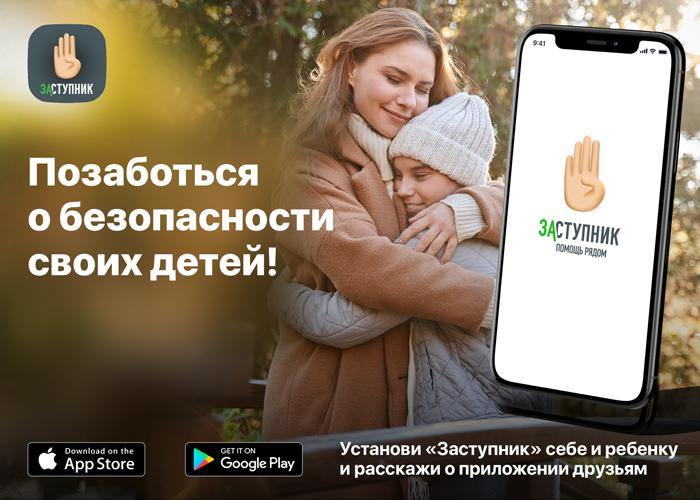 ЗАСТУПНИК
Позаботься
о безопасности
своих детей!
9:41
ЗАСТУПНИК
ПОМОЩЬ РЯДОМ
Download on the
App Store
GET IT ON
Google Play
Установи «Заступник» себе и ребенку
и расскажи о приложении друзьям